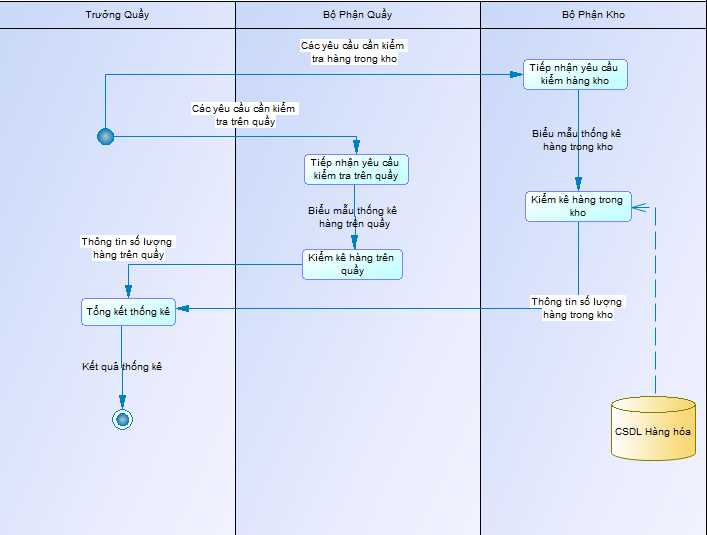 Trưởng Quầy
Bộ Phận Quầy
Bộ Phận Kho
Các yêu cầu cần kiểm
tra hàng trong kho
Tiếp nhận yêu cầu
kiểm hàng kho
Các yêu cầu cần kiểm
tra trên quầy
Biểu mẫu thống kê
hàng trong kho
Tiếp nhận yêu cầu
kiểm tra trên quầy
Kiểm kê hàng trong
kho
Biểu mẫu thống kê
hàng trên quầy
Thông tin số lượng
hàng trên quầy
Kiểm kê hàng trên
quầy
Tổng kết thống kê
Thông tin số lượng
hàng trong kho
Kết quả thống kê
CSDL Hàng hóa